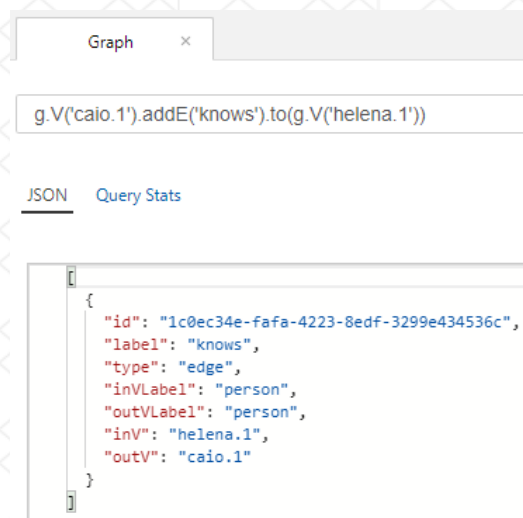 Graph ×
g.V('caio.1').addE('knows').to(g.V('helena.1'))
JSON Query Stats
[
{
"id": "1c0ec34e-fafa-4223-8edf-3299e434536c",
"label": "knows",
"type": "edge",
"inVLabel": "person",
"outVLabel": "person",
"inV": "helena.1",
"outV": "caio.1"
}
]